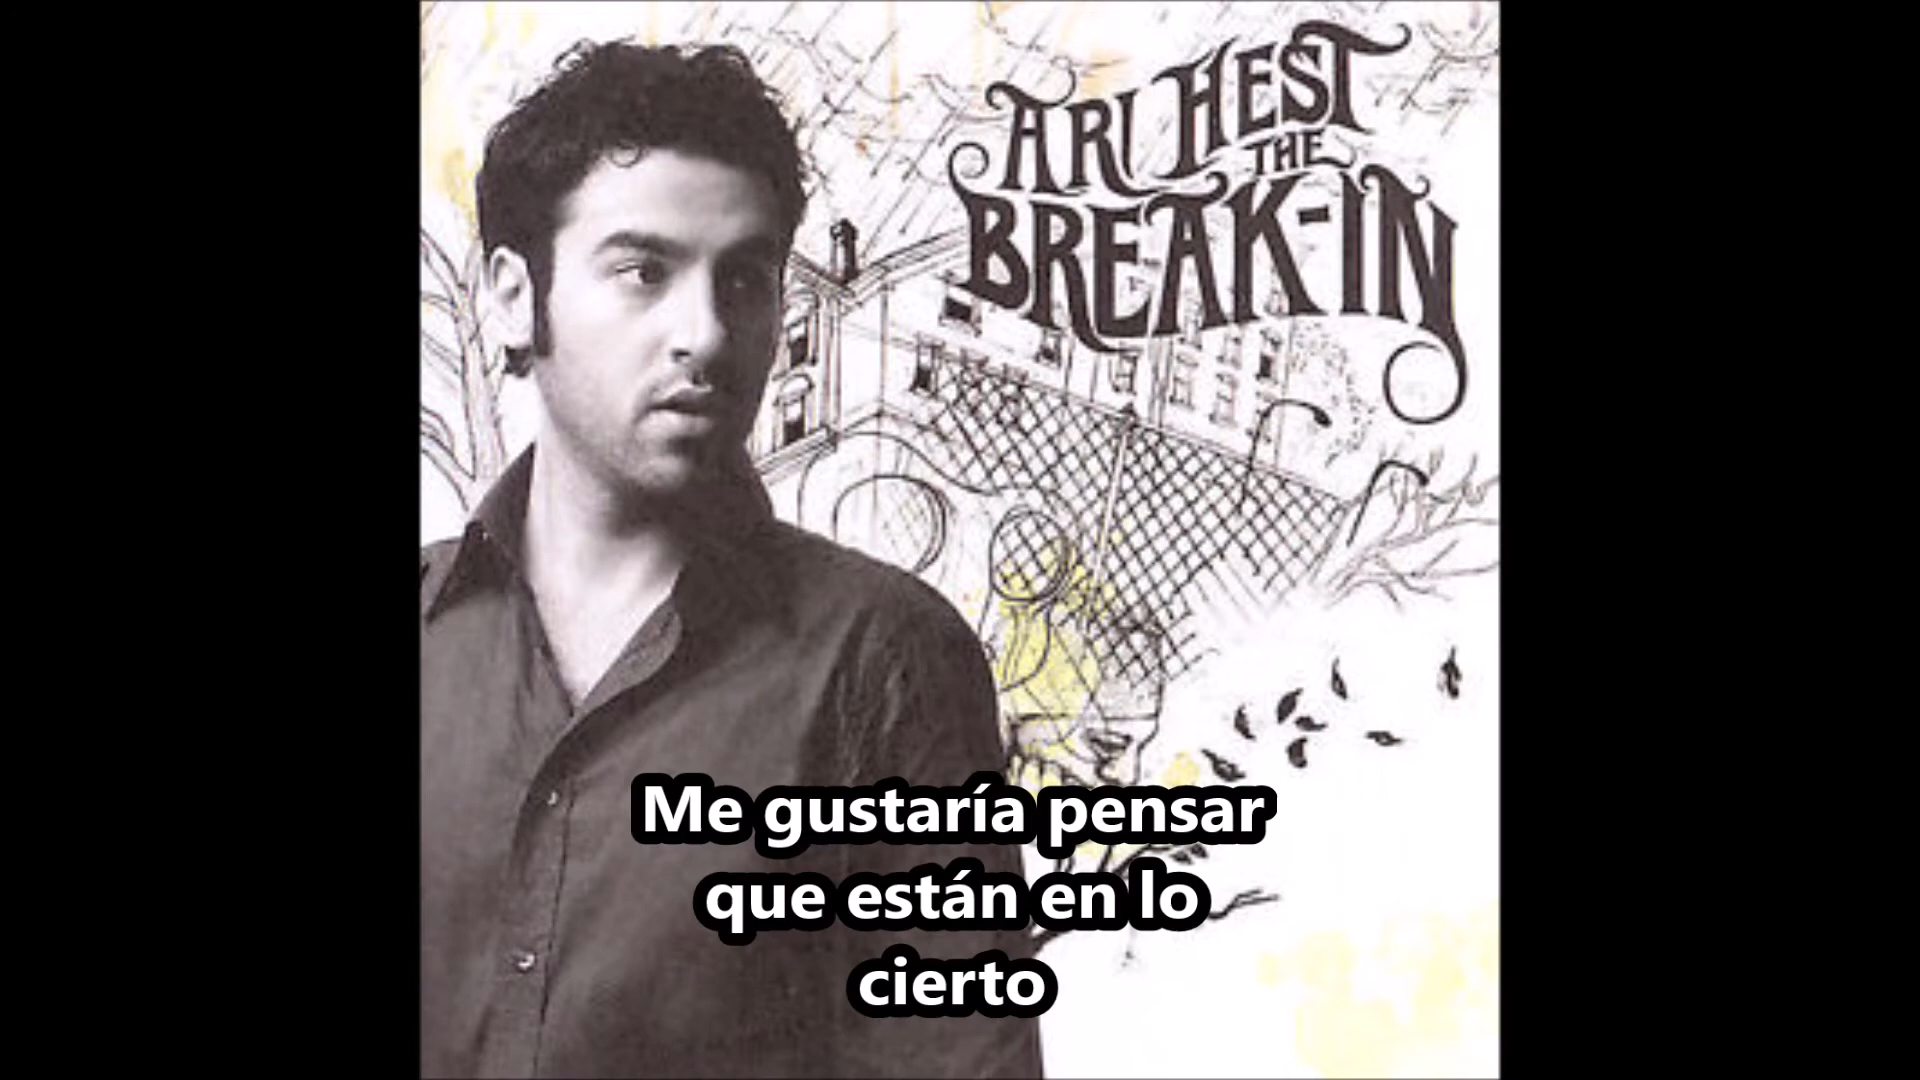 ARI HEST
THE
BREAK-IN
Me gustaría pensar
que están en lo
cierto